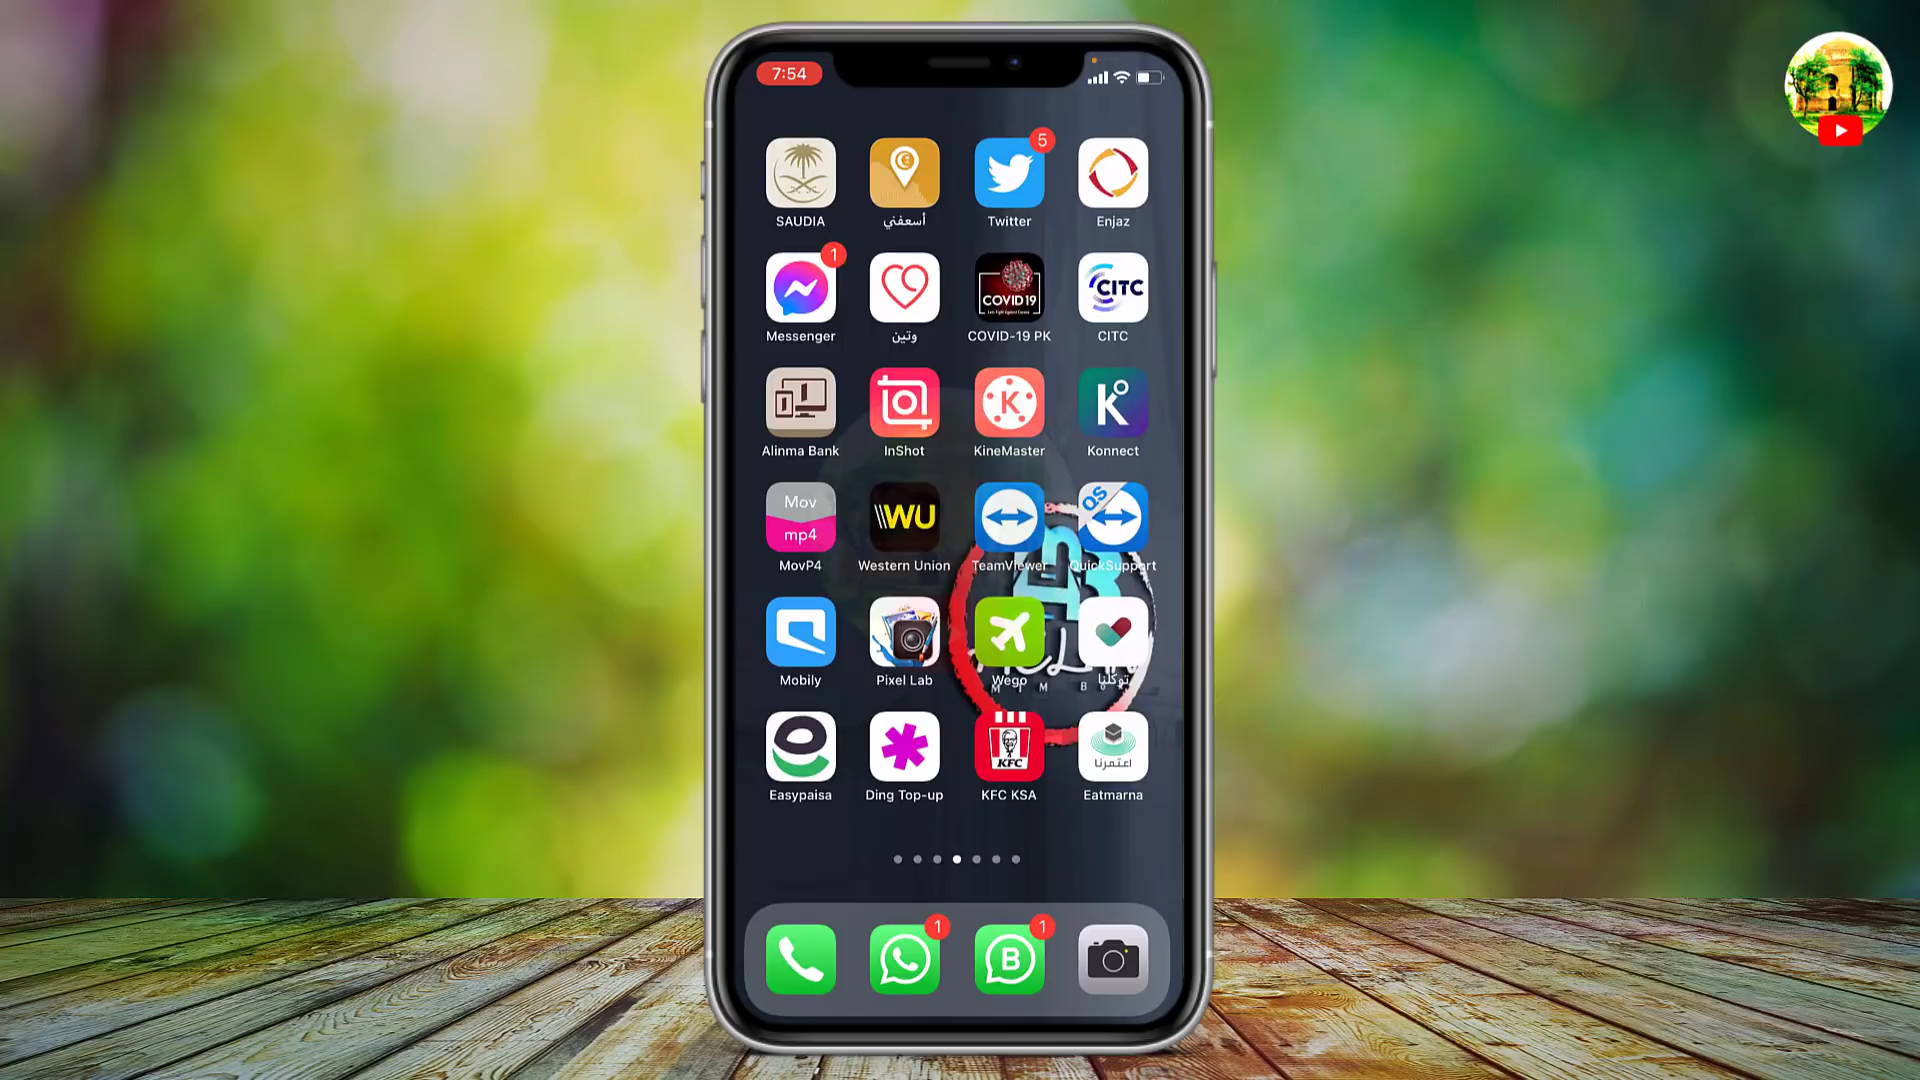 7:54
5
SAUDIA
أسعفني
Twitter
Enjaz
1
COVID19
CITC
Messenger
وتين
COVID-19 PK
CITC
K
K
Alinma Bank
InShot
KineMaster
Konnect
Mov
mp4
WU
QS
MovP4
Western Union
TeamViewer
QuickSupport
Mobily
Pixel Lab
Wego
توكلنا
KFC
اعتمرنا
Easypaisa
Ding Top-up
KFC KSA
Eatmarna
1
1
B